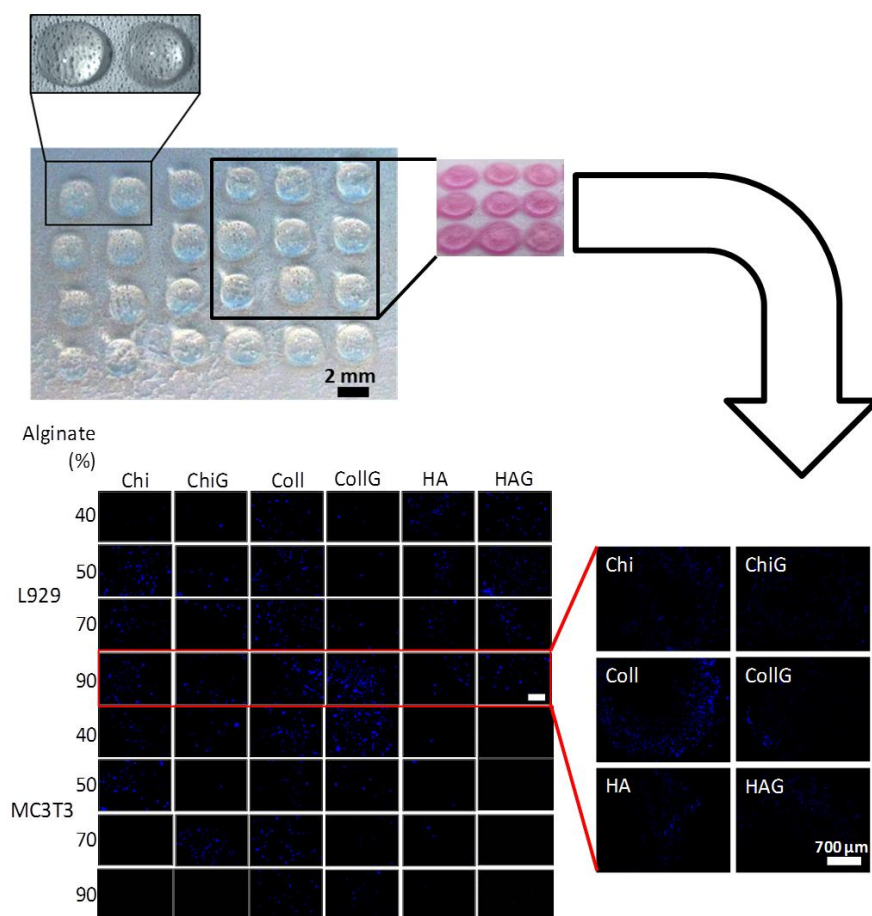 2 mm
Alginate
(%)
Chi ChiG Coll CollG HA HAG
40
50
L929
70
90
40
50
MC3T3
70
90
Chi ChiG
Coll CollG
HA HAG
700 µm